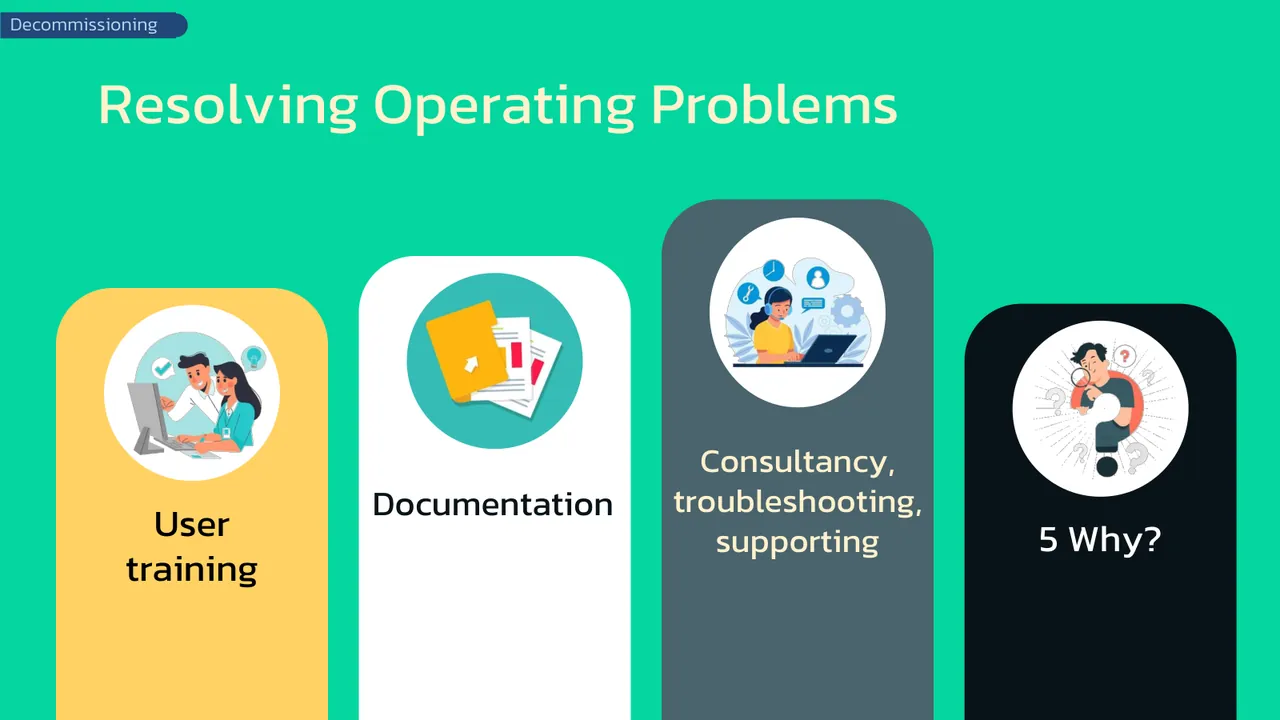 Decommissioning
Resolving Operating Problems
User
training
Documentation
Consultancy,
troubleshooting,
supporting
5 Why?